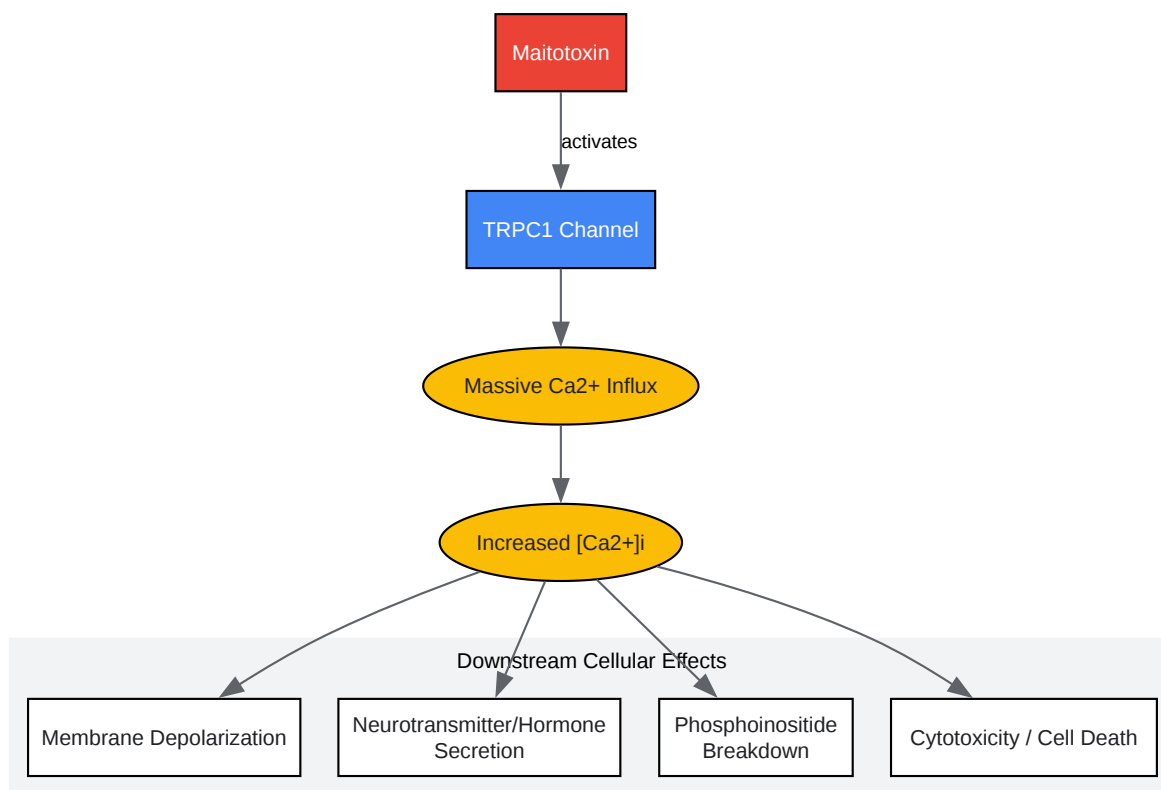 Maitotoxin
activates
TRPC1 Channel
Massive Ca2+ Influx
Increased [Ca2+]i
Downstream Cellular Effects
Membrane Depolarization
Neurotransmitter/Hormone
Secretion
Phosphoinositide
Breakdown
Cytotoxicity / Cell Death